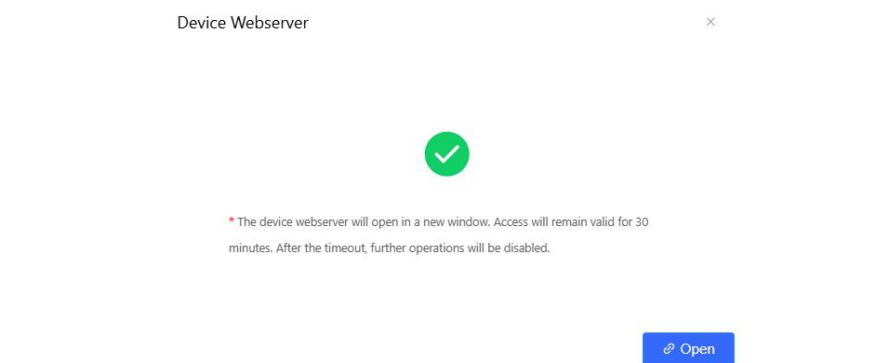 Device Webserver
* The device webserver will open in a new window. Access will remain valid for 30
minutes. After the timeout, further operations will be disabled.
Open